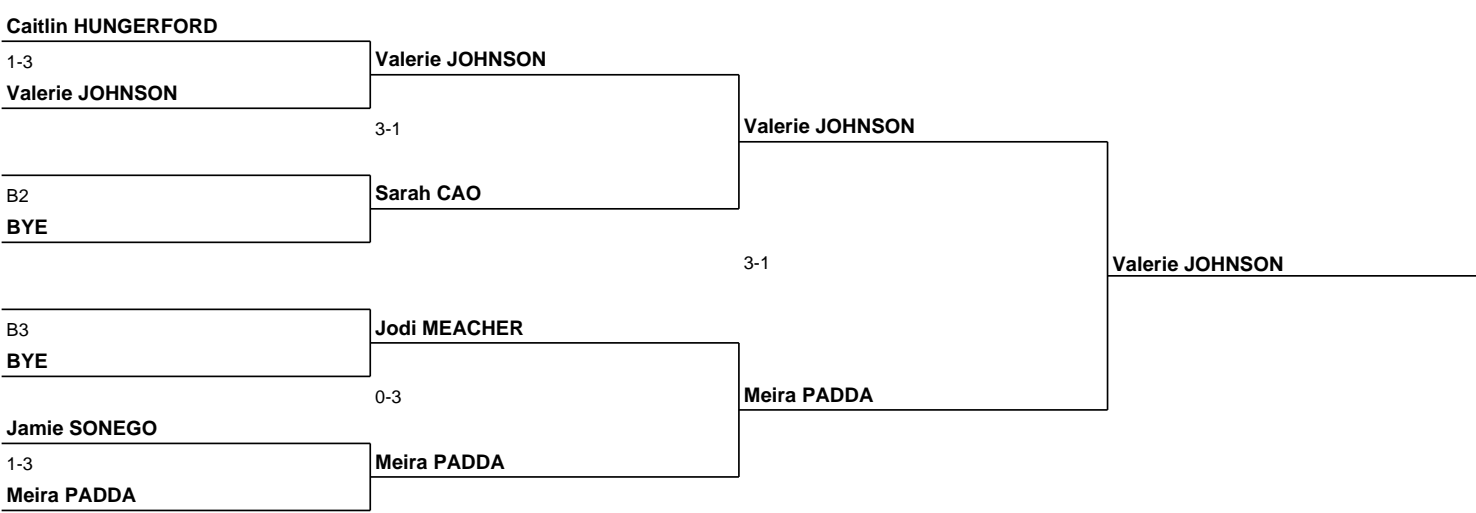 Caitlin HUNGERFORD
1-3
Valerie JOHNSON
Valerie JOHNSON
3-1
Valerie JOHNSON
B2
Sarah CAO
BYE
3-1
Valerie JOHNSON
B3
Jodi MEACHER
BYE
0-3
Meira PADDA
Jamie SONEGO
1-3
Meira PADDA
Meira PADDA